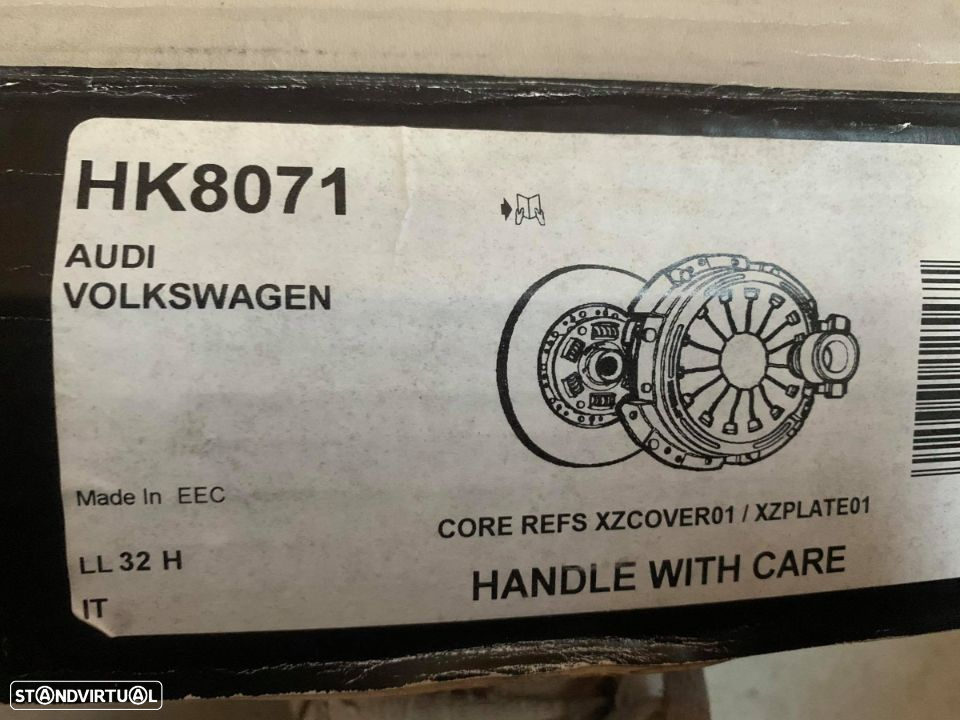 HK8071
AUDI
VOLKSWAGEN
Made In EEC
CORE REFS XZCOVER01 / XZPLATE01
LL 32 H
HANDLE WITH CARE
IT
STANDVIRTUAL